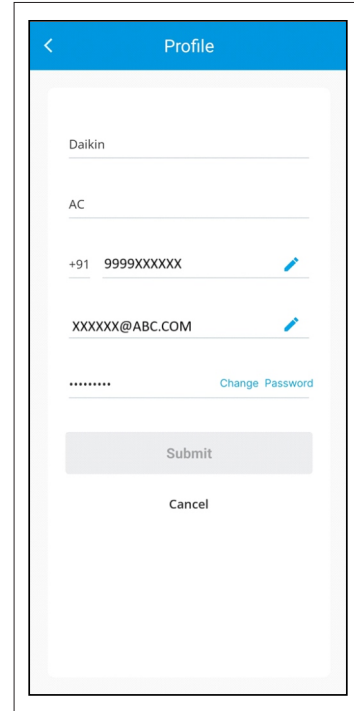 Profile
Daikin
AC
+91 9999XXXXXX
XXXXXX@ABC.COM
••••••••• Change Password
Submit
Cancel